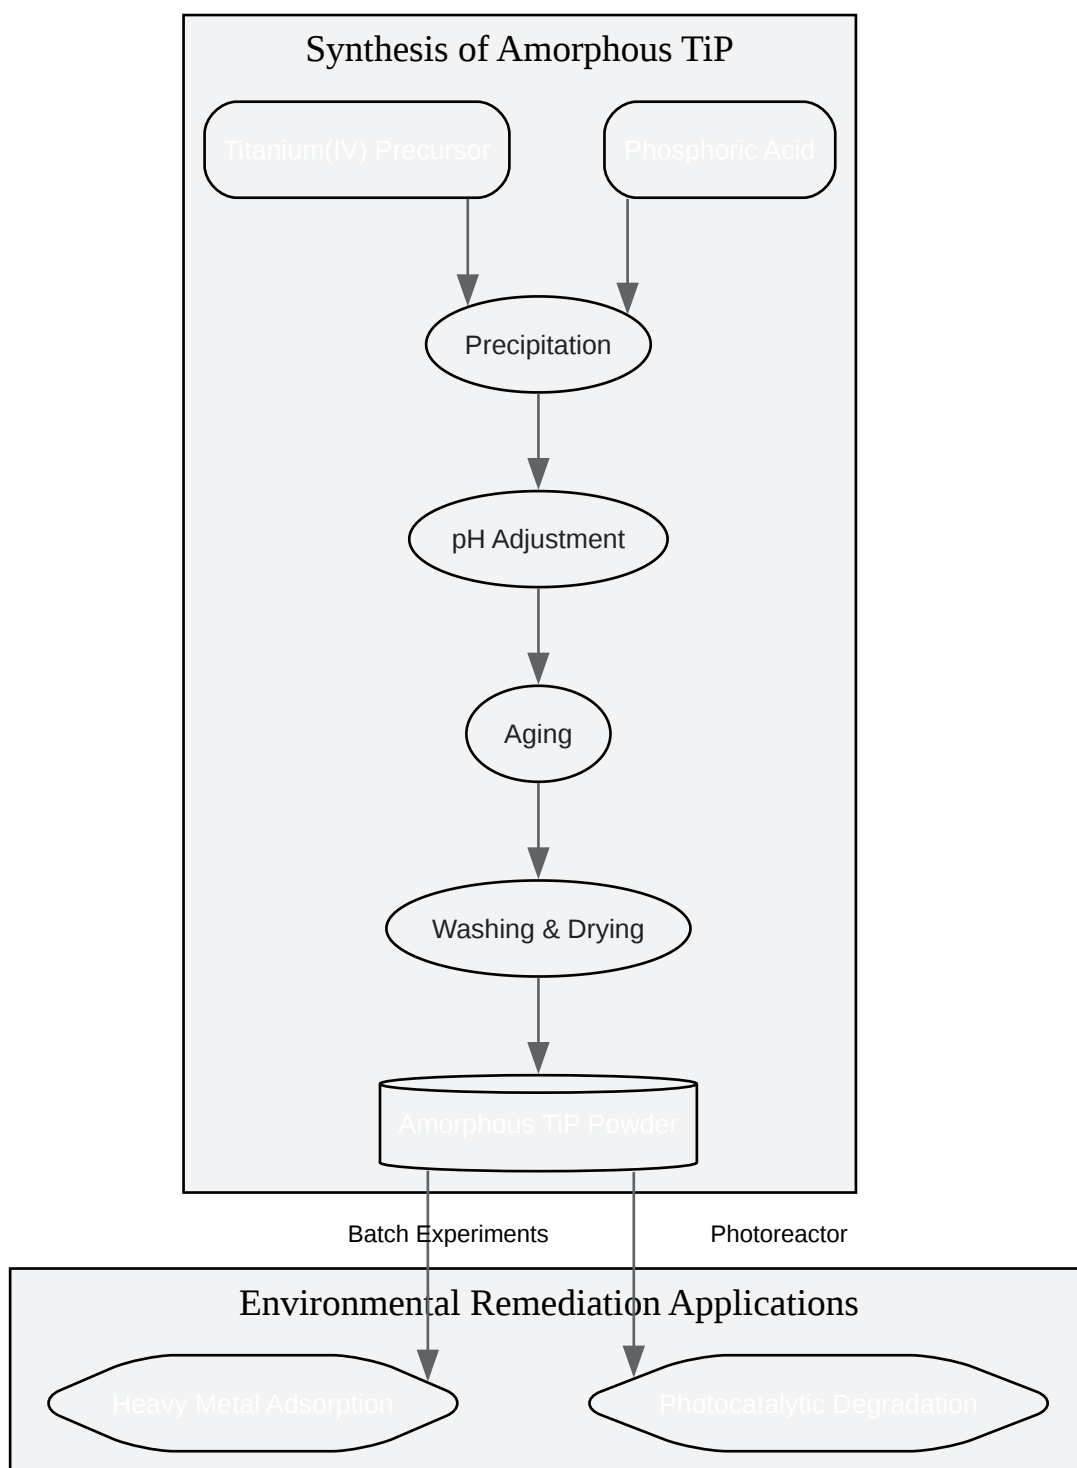 Synthesis of Amorphous TiP
Titanium(IV) Precursor
Phosphoric Acid
Precipitation
pH Adjustment
Aging
Washing & Drying
Amorphous TiP Powder
Batch Experiments
Photoreactor
Environmental Remediation Applications
Heavy Metal Adsorption
Photocatalytic Degradation